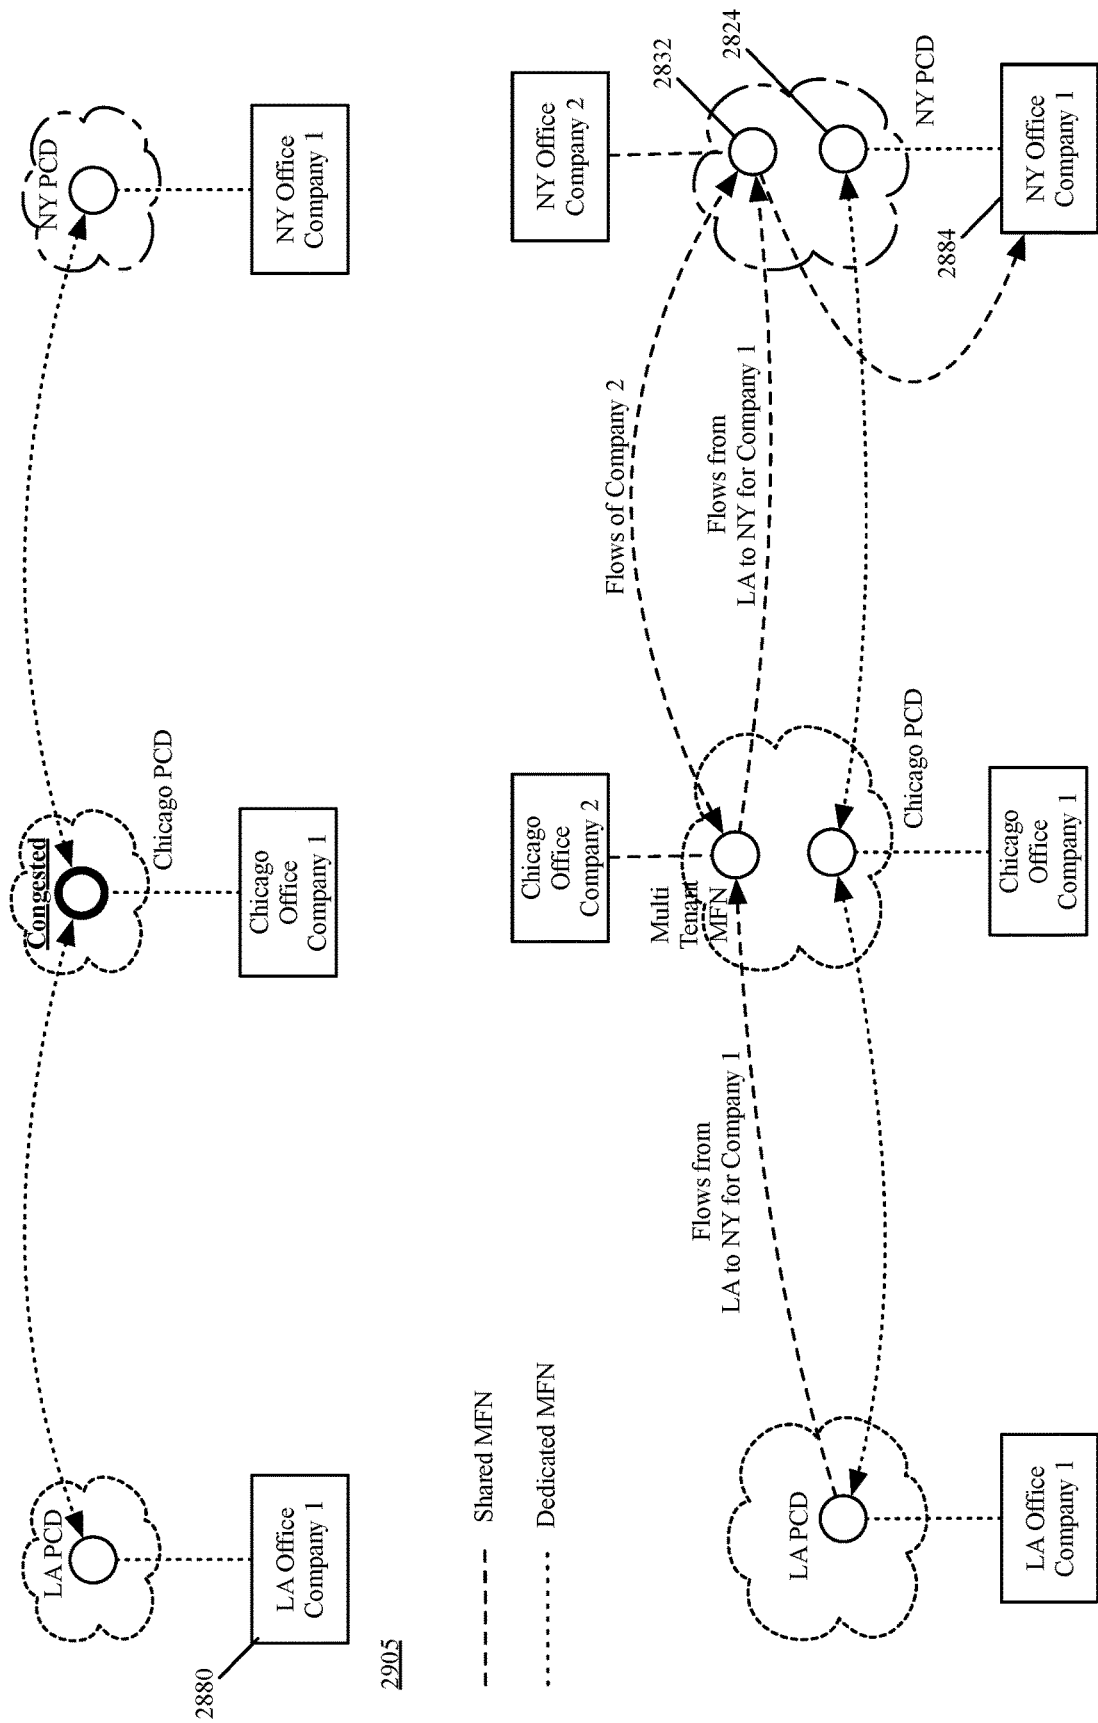 LA PCD
LA Office
Company 1
2880
2905
Congested
Chicago PCD
Chicago
Office
Company 1
NY PCD
NY Office
Company 1
Shared MFN
Dedicated MFN
LA PCD
LA Office
Company 1
Flows from
LA to NY for Company 1
Chicago
Office
Company 2
Multi
Tenant
MFN
Chicago PCD
Chicago
Office
Company 1
Flows of Company 2
Flows from
LA to NY for Company 1
NY Office
Company 2
2832
2824
NY PCD
2884
NY Office
Company 1